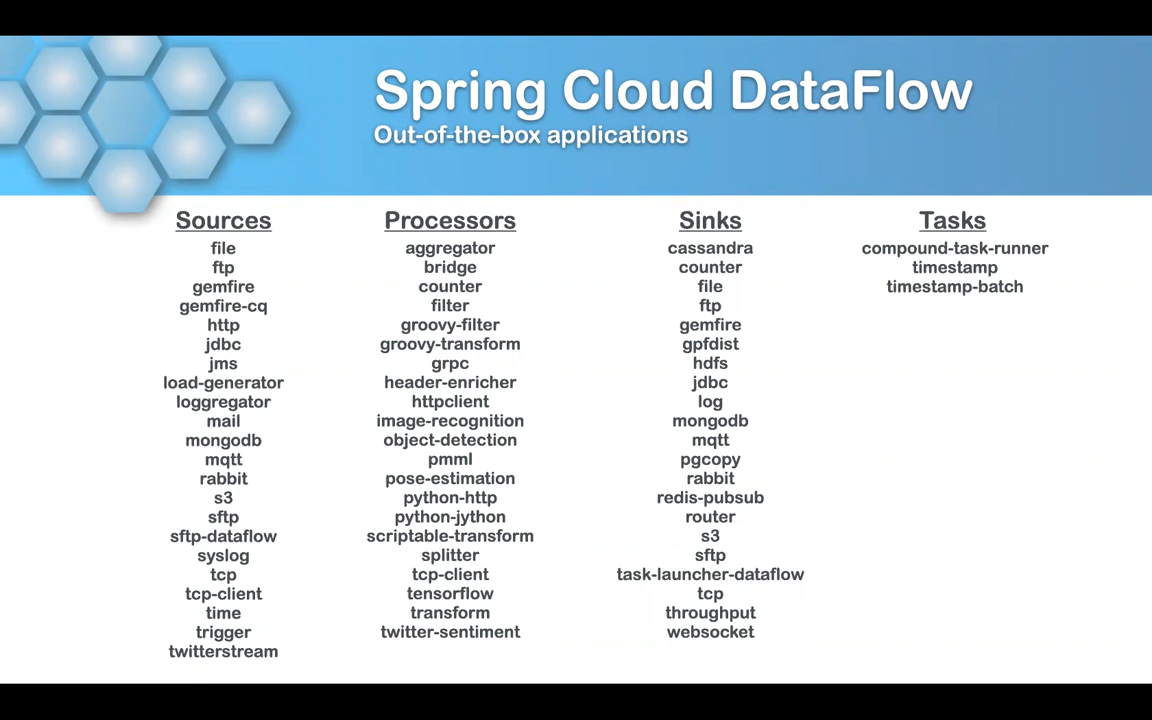 Spring Cloud DataFlow
Out-of-the-box applications
Sources
file
ftp
gemfire
gemfire-cq
http
jdbc
jms
load-generator
loggregator
mail
mongodb
mqtt
rabbit
s3
sftp
sftp-dataflow
syslog
tcp
tcp-client
time
trigger
twitterstream
Processors
aggregator
bridge
counter
filter
groovy-filter
groovy-transform
grpc
header-enricher
httpclient
image-recognition
object-detection
pmml
pose-estimation
python-http
python-jython
scriptable-transform
splitter
tcp-client
tensorflow
transform
twitter-sentiment
Sinks
cassandra
counter
file
ftp
gemfire
gpfdist
hdfs
jdbc
log
mongodb
mqtt
pgcopy
rabbit
redis-pubsub
router
s3
sftp
task-launcher-dataflow
tcp
throughput
websocket
Tasks
compound-task-runner
timestamp
timestamp-batch